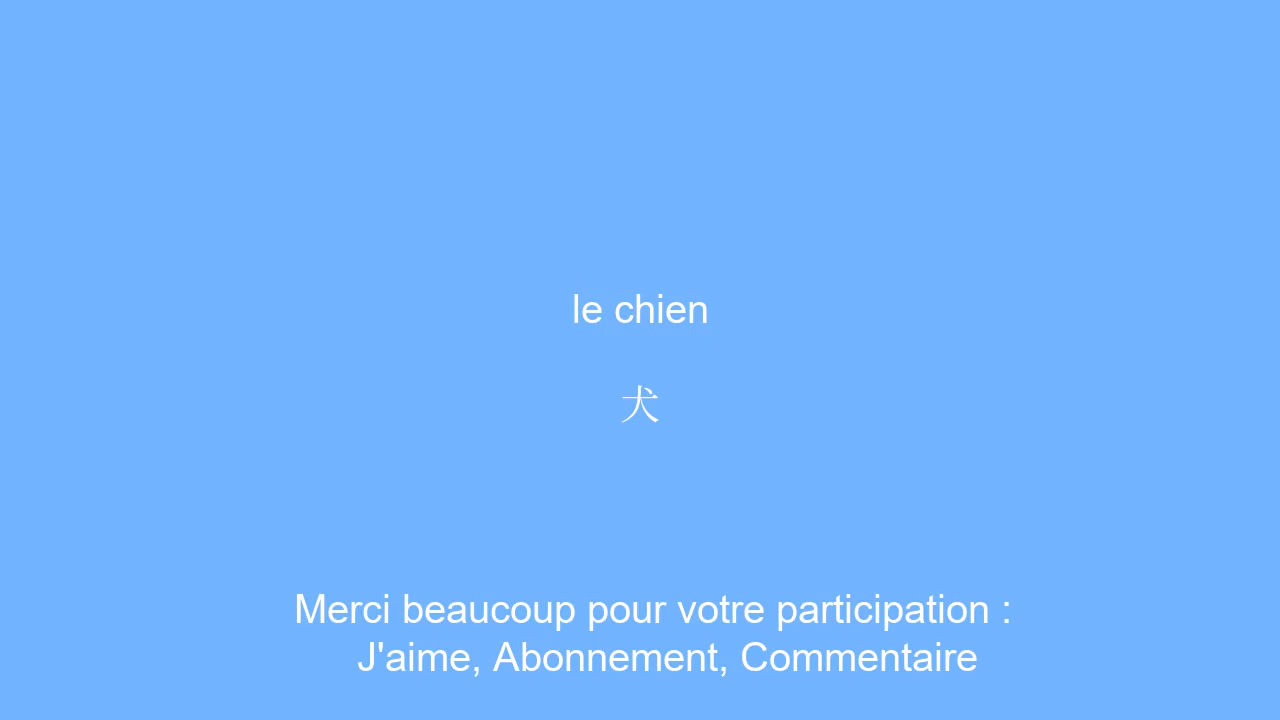 le chien
犬
Merci beaucoup pour votre participation :
J'aime, Abonnement, Commentaire